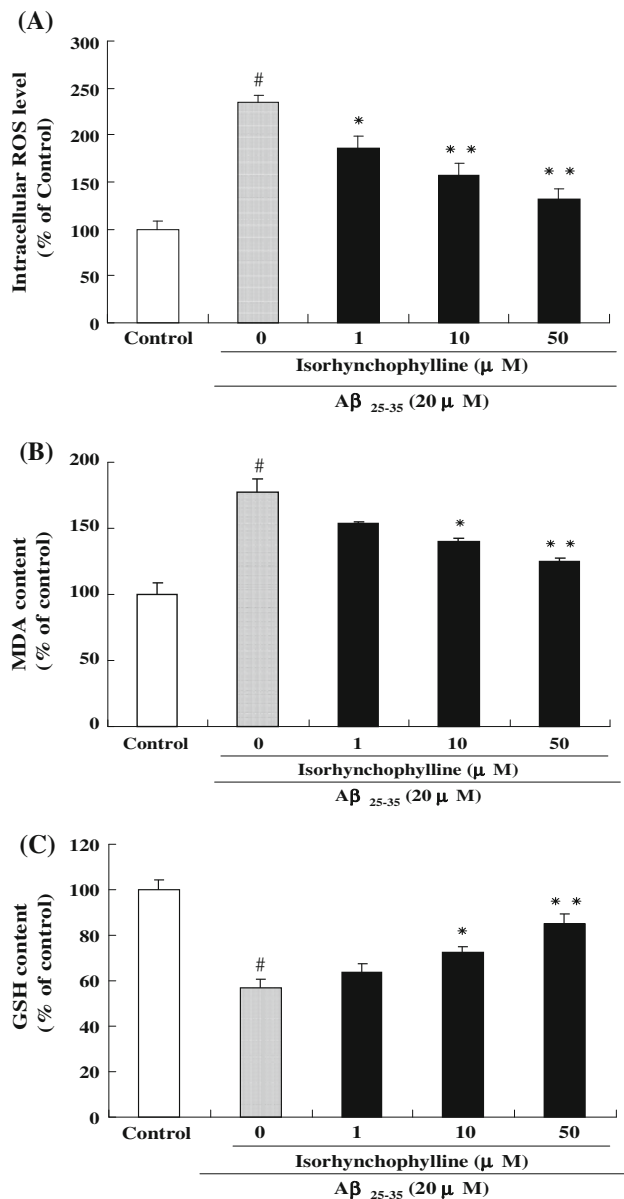 (A)
Intracellular ROS level
(% of Control)
300
250
200
150
100
50
0
#
*
* *
* *
Control 0 1 10 50
Isorhynchophylline (μ M)
Aβ 25-35 (20 μ M)
(B)
MDA content
(% of control)
200
150
100
50
0
#
*
* *
Control 0 1 10 50
Isorhynchophylline (μ M)
Aβ 25-35 (20 μ M)
(C)
GSH content
(% of control)
120
100
80
60
40
20
0
#
*
* *
Control 0 1 10 50
Isorhynchophylline (μ M)
Aβ 25-35 (20 μ M)